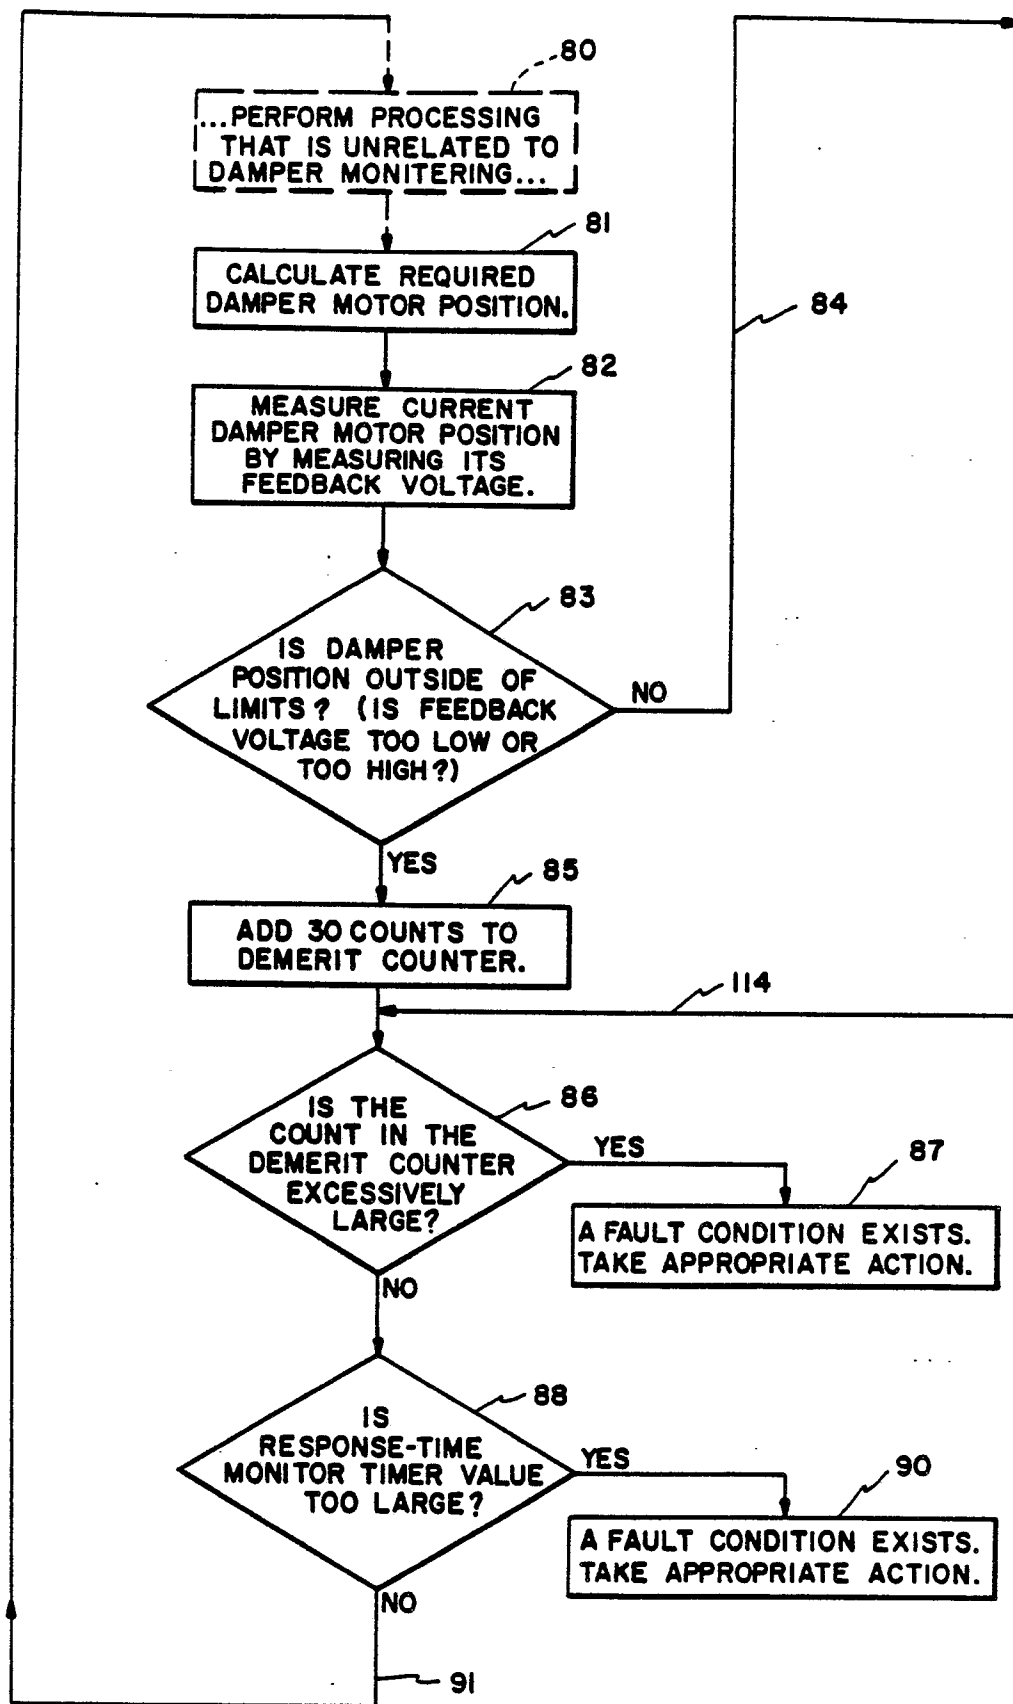 80
...PERFORM PROCESSING
THAT IS UNRELATED TO
DAMPER MONITERING...
81
CALCULATE REQUIRED
DAMPER MOTOR POSITION.
84
82
MEASURE CURRENT
DAMPER MOTOR POSITION
BY MEASURING ITS
FEEDBACK VOLTAGE.
83
IS DAMPER
POSITION OUTSIDE OF
LIMITS? (IS FEEDBACK
VOLTAGE TOO LOW OR
TOO HIGH?)
NO
YES
85
ADD 30 COUNTS TO
DEMERIT COUNTER.
114
86
IS THE
COUNT IN THE
DEMERIT COUNTER
EXCESSIVELY
LARGE?
YES
87
A FAULT CONDITION EXISTS.
TAKE APPROPRIATE ACTION.
NO
88
IS
RESPONSE-TIME
MONITOR TIMER VALUE
TOO LARGE?
YES
90
A FAULT CONDITION EXISTS.
TAKE APPROPRIATE ACTION.
NO
91